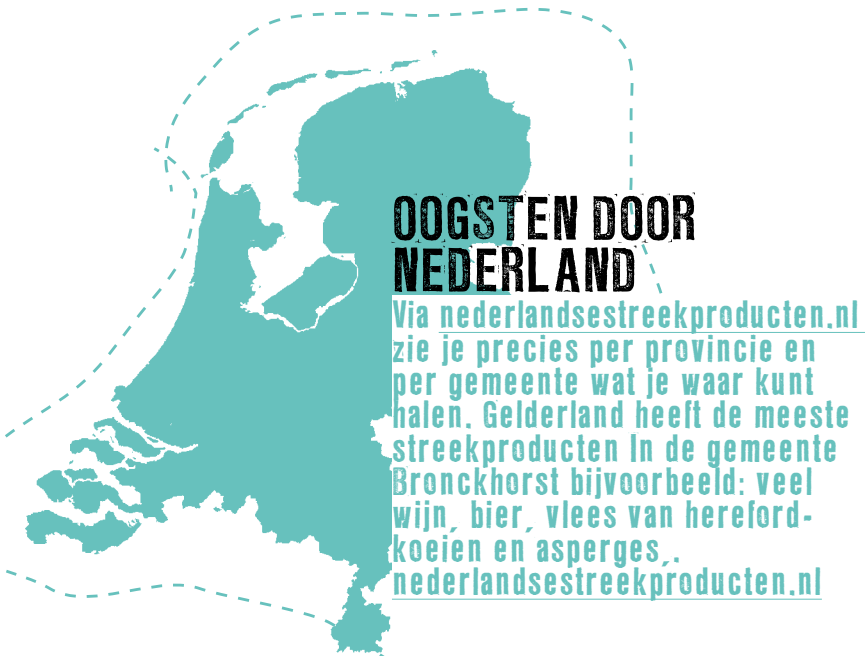 OOGSTEN DOOR
NEDERLAND
Via nederlandsestreekproducten.nl
zie je precies per provincie en
per gemeente wat je waar kunt
halen. Gelderland heeft de meeste
streekproducten In de gemeente
Bronckhorst bijvoorbeeld: veel
wijn, bier, vlees van hereford-
koeien en asperges,.
nederlandsestreekproducten.nl